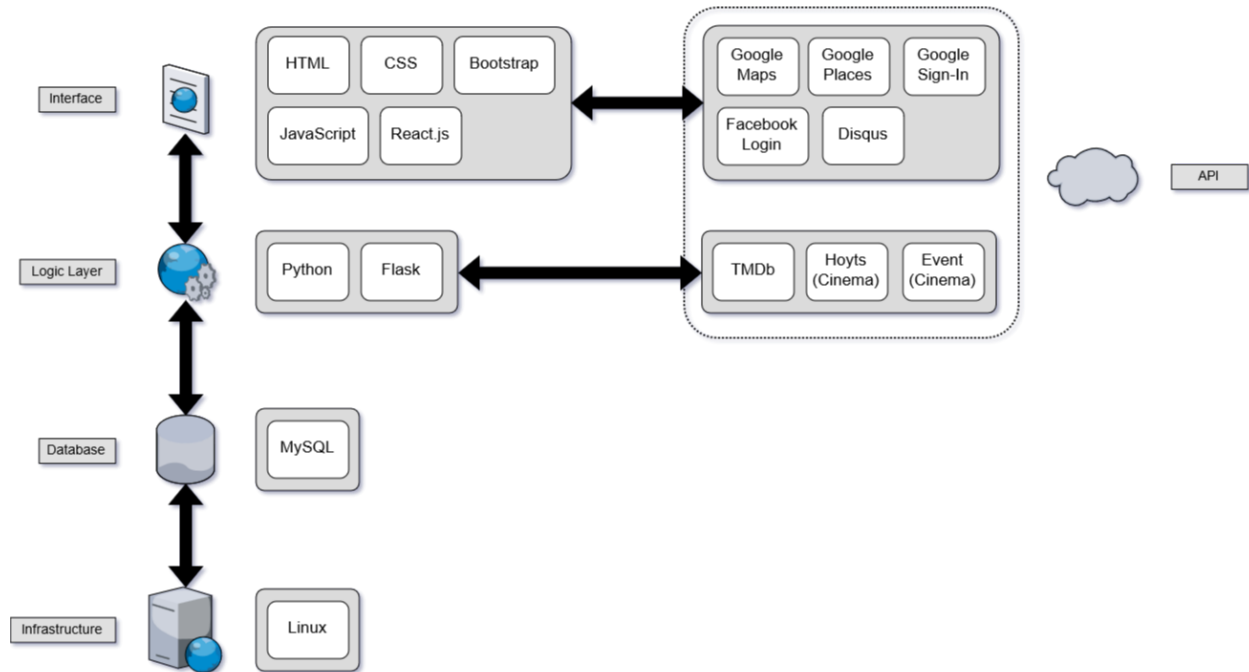 Interface
HTML
CSS
Bootstrap
JavaScript
React.js
Google
Maps
Google
Places
Google
Sign-In
Facebook
Login
Disqus
API
Logic Layer
Python
Flask
TMDb
Hoyts
(Cinema)
Event
(Cinema)
Database
MySQL
Infrastructure
Linux